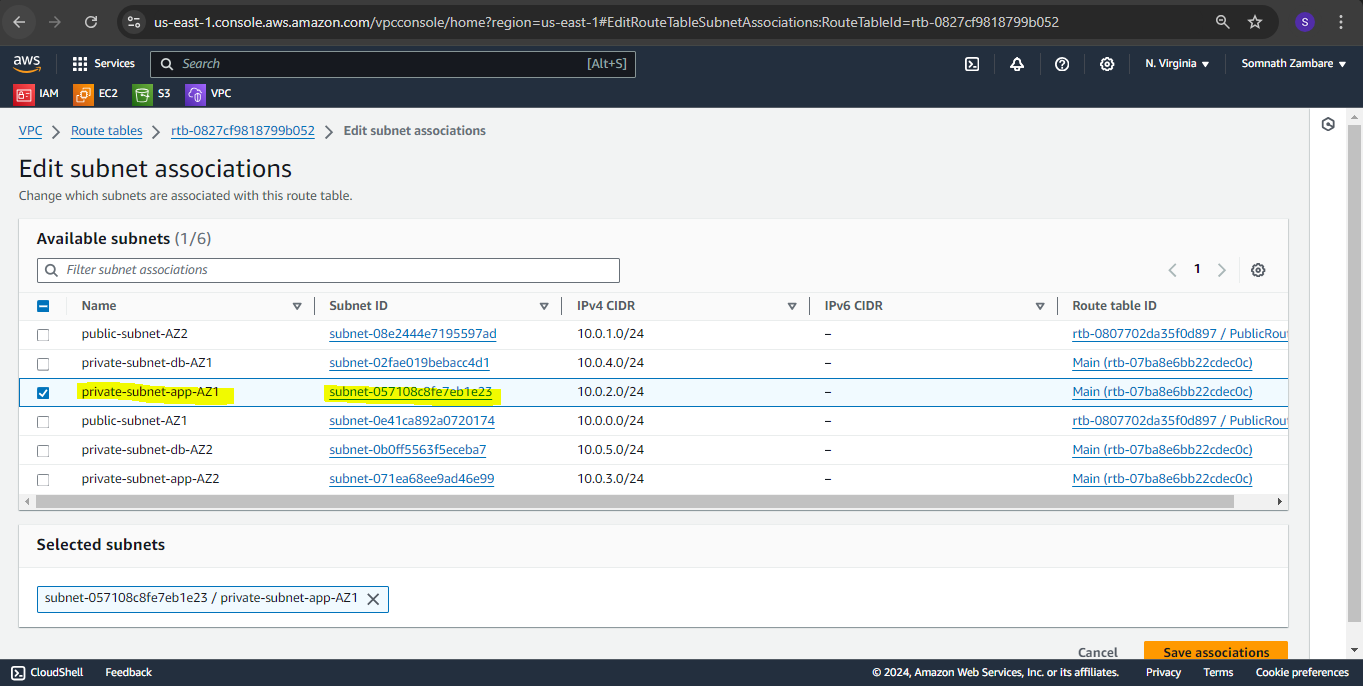 us-east-1.console.aws.amazon.com/vpcconsole/home?region=us-east-1#EditRouteTableSubnetAssociations:RouteTableId=rtb-0827cf9818799b052 S
aws Services Search [Alt+S] N. Virginia Somnath Zambare
IAM EC2 S3 VPC
VPC Route tables rtb-0827cf9818799b052 Edit subnet associations
Edit subnet associations
Change which subnets are associated with this route table.
Available subnets (1/6)
Filter subnet associations 1
Name Subnet ID IPv4 CIDR IPv6 CIDR Route table ID
public-subnet-AZ2 subnet-08e2444e7195597ad 10.0.1.0/24 – rtb-0807702da35f0d897 / PublicRou
private-subnet-db-AZ1 subnet-02fae019bebacc4d1 10.0.4.0/24 – Main (rtb-07ba8e6bb22cdec0c)
private-subnet-app-AZ1 subnet-057108c8fe7eb1e23 10.0.2.0/24 – Main (rtb-07ba8e6bb22cdec0c)
public-subnet-AZ1 subnet-0e41ca892a0720174 10.0.0.0/24 – rtb-0807702da35f0d897 / PublicRou
private-subnet-db-AZ2 subnet-0b0ff5563f5eceba7 10.0.5.0/24 – Main (rtb-07ba8e6bb22cdec0c)
private-subnet-app-AZ2 subnet-071ea68ee9ad46e99 10.0.3.0/24 – Main (rtb-07ba8e6bb22cdec0c)
Selected subnets
subnet-057108c8fe7eb1e23 / private-subnet-app-AZ1
Cancel Save associations
CloudShell Feedback © 2024, Amazon Web Services, Inc. or its affiliates. Privacy Terms Cookie preferences